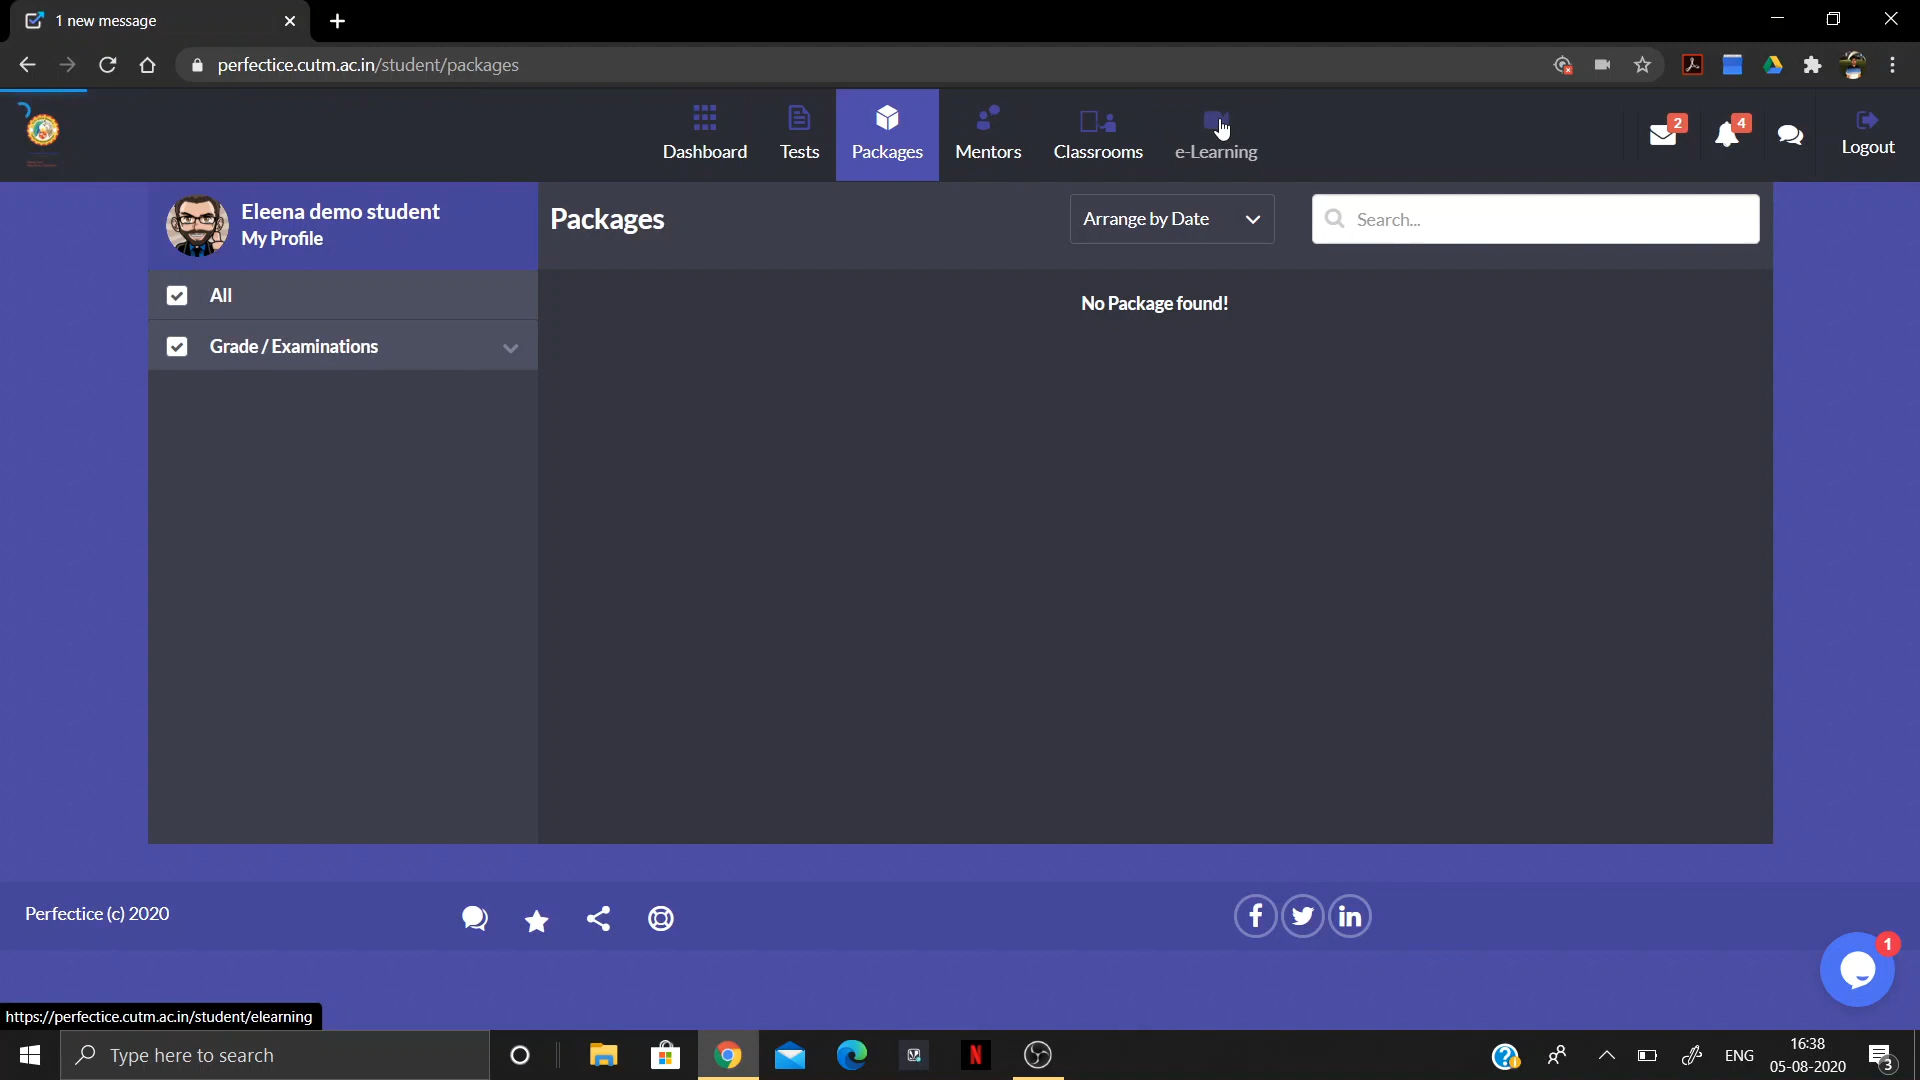 1 new message
perfectice.cutm.ac.in/student/packages
Dashboard
Tests
Packages
Mentors
Classrooms
e-Learning
2
4
Logout
Eleena demo student
My Profile
Packages
Arrange by Date
Search...
All
Grade / Examinations
No Package found!
Perfectice (c) 2020
1
https://perfectice.cutm.ac.in/student/elearning
Type here to search
ENG
16:38
05-08-2020
3